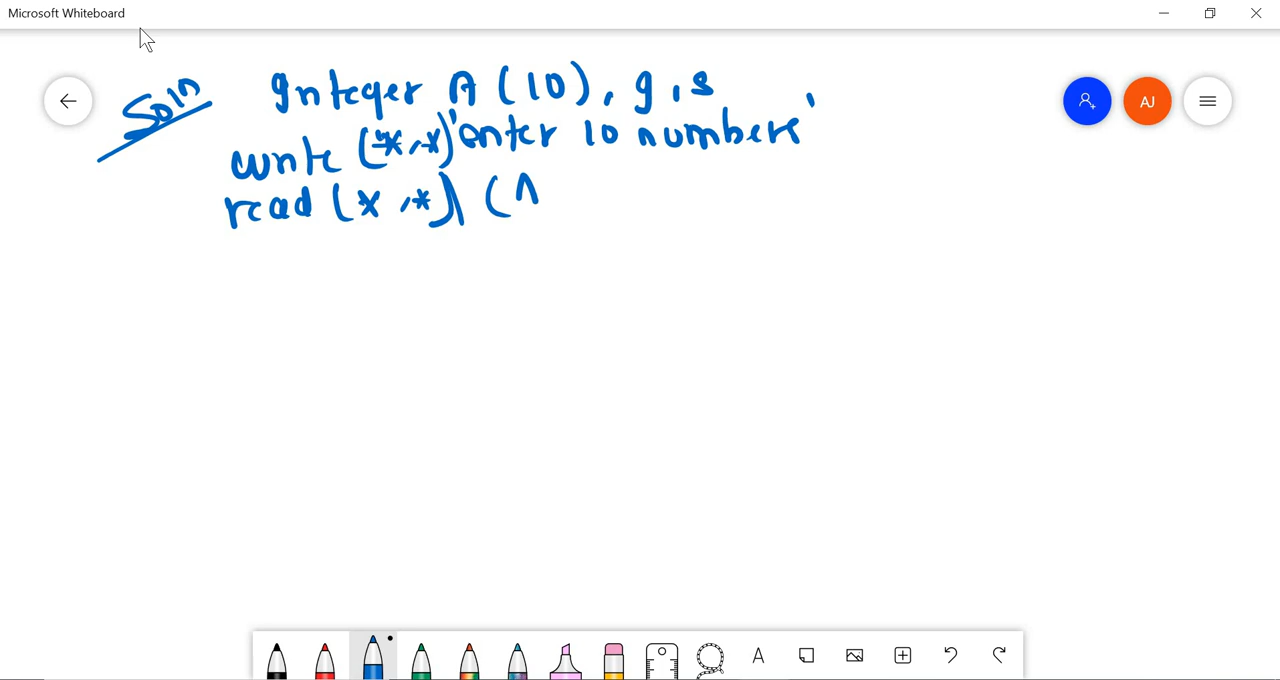 Microsoft Whiteboard
Soln
Integer A (10), g, s
write (*,*) 'enter 10 numbers'
read (*,*) (A
AJ
A